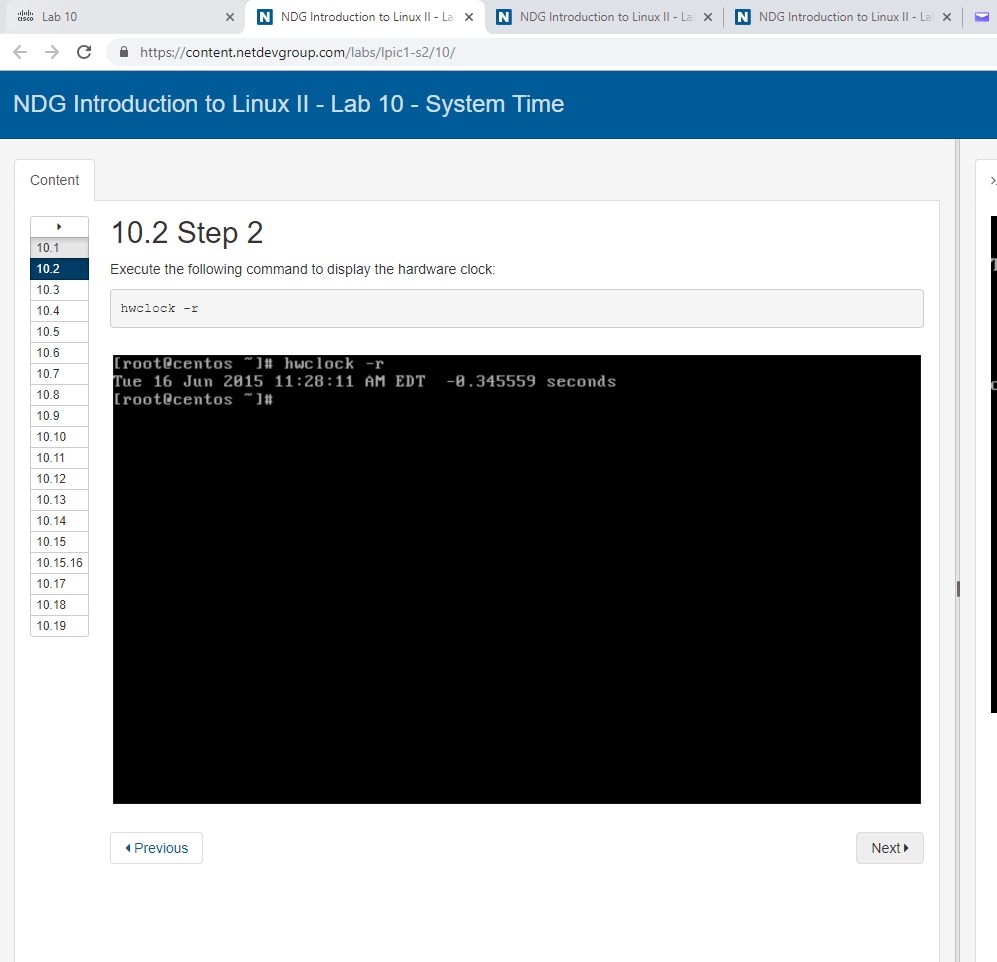 Lab 10
NDG Introduction to Linux II - La
NDG Introduction to Linux II - La
NDG Introduction to Linux II - La
https://content.netdevgroup.com/labs/lpic1-s2/10/
NDG Introduction to Linux II - Lab 10 - System Time
Content
10.1
10.2
10.3
10.4
10.5
10.6
10.7
10.8
10.9
10.10
10.11
10.12
10.13
10.14
10.15
10.15.16
10.17
10.18
10.19
10.2 Step 2
Execute the following command to display the hardware clock:
hwclock -r
[root@centos ~]# hwclock -r
Tue 16 Jun 2015 11:28:11 AM EDT  -0.345559 seconds
[root@centos ~]#
Previous
Next